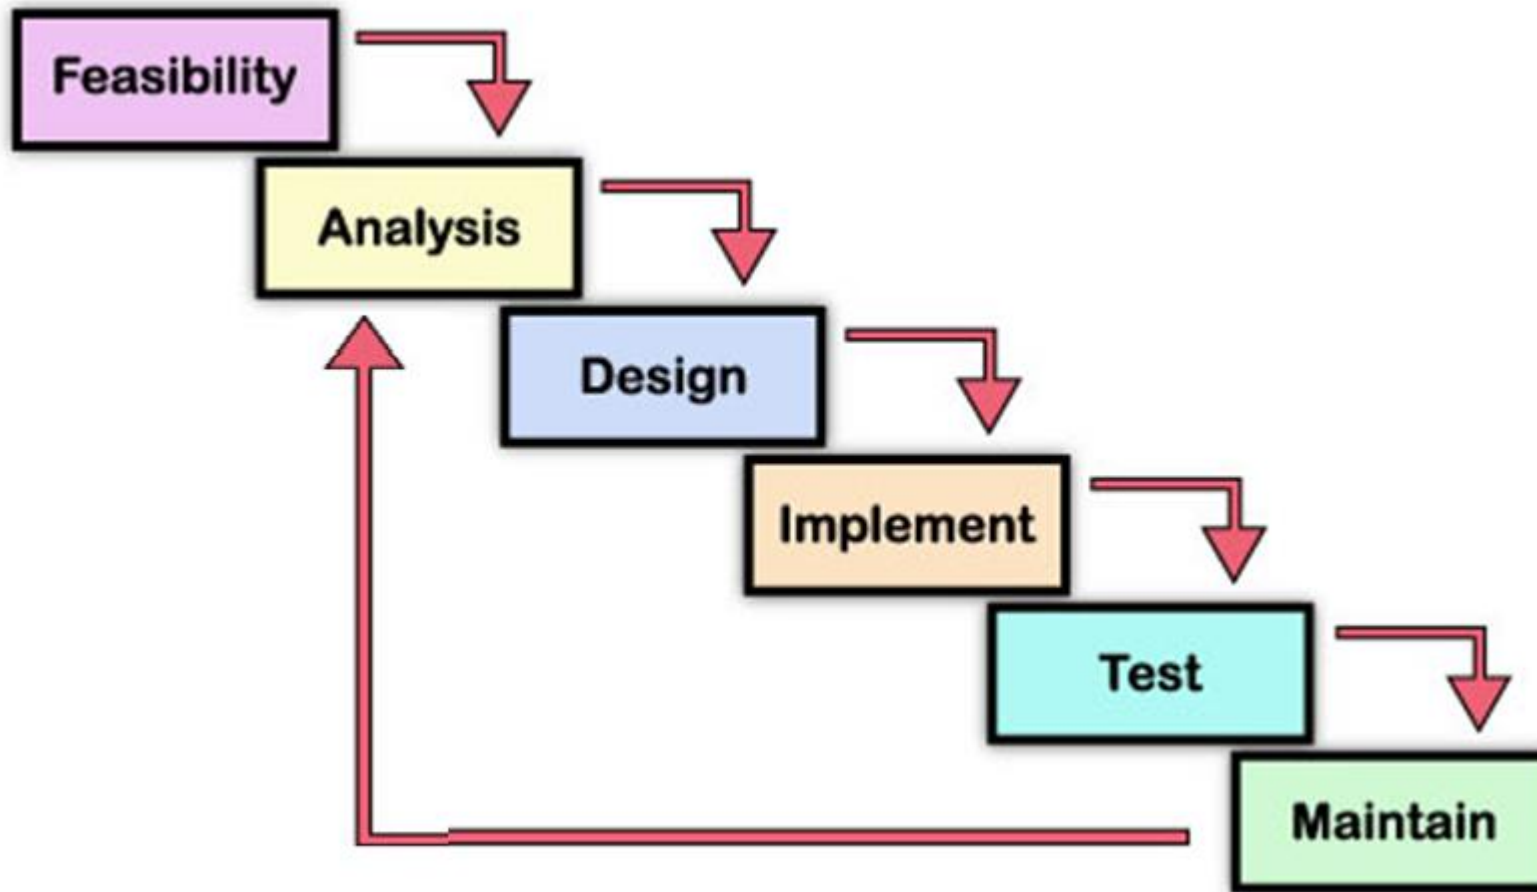 Feasibility
Analysis
Design
Implement
Test
Maintain